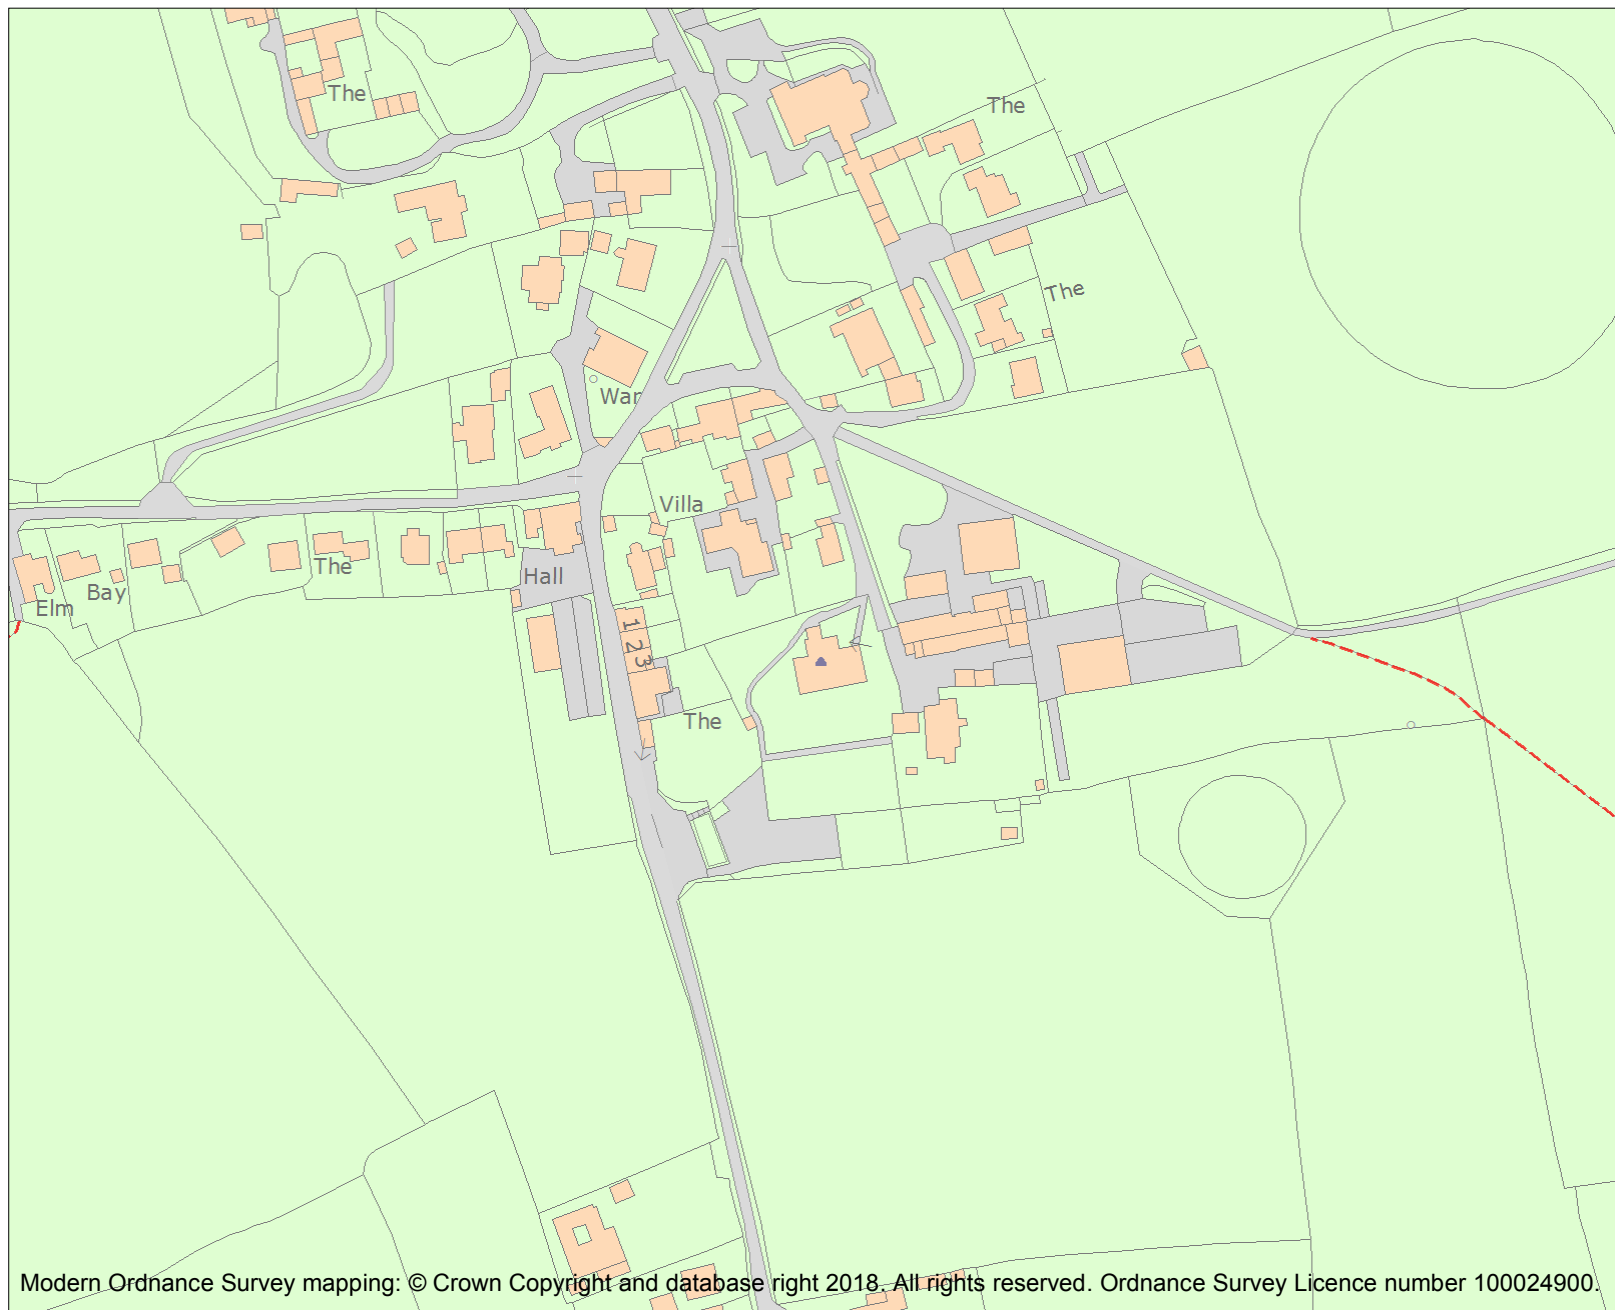 The
The
The
War
Villa
The
Hall
Bay
Elm
1
2
3
The
Modern Ordnance Survey mapping: © Crown Copyright and database right 2018. All rights reserved. Ordnance Survey Licence number 100024900.